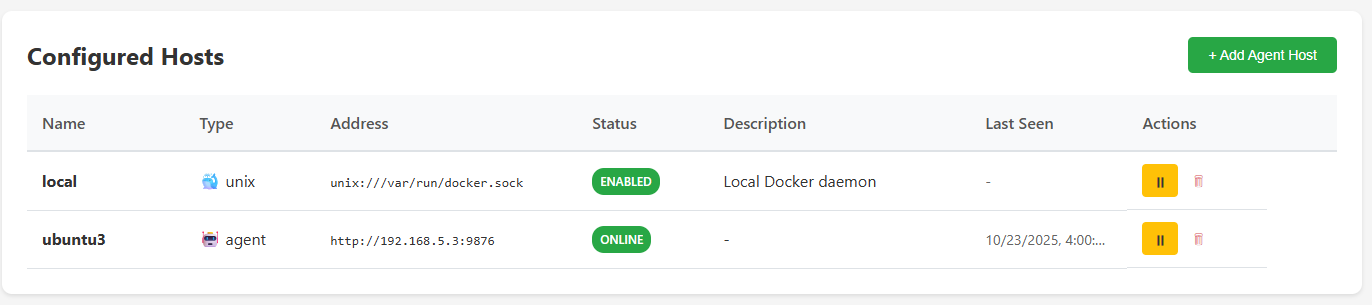 Configured Hosts
+ Add Agent Host
Name Type Address Status Description Last Seen Actions
local unix unix:///var/run/docker.sock ENABLED Local Docker daemon -
ubuntu3 agent http://192.168.5.3:9876 ONLINE - 10/23/2025, 4:00:...